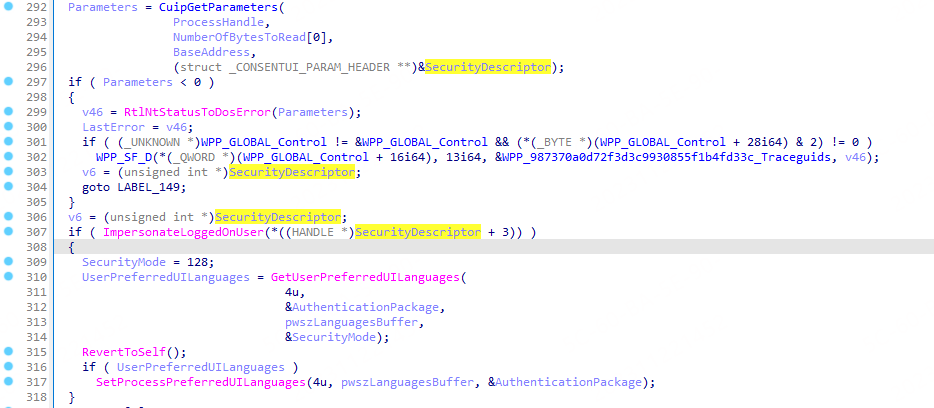 292 Parameters = CuipGetParameters(
293 ProcessHandle,
294 NumberOfBytesToRead[0],
295 BaseAddress,
296 (struct _CONSENTUI_PARAM_HEADER **)&SecurityDescriptor);
297 if ( Parameters < 0 )
298 {
299 v46 = RtlNtStatusToDosError(Parameters);
300 LastError = v46;
301 if ( (_UNKNOWN *)WPP_GLOBAL_Control != &WPP_GLOBAL_Control && (*(_BYTE *)(WPP_GLOBAL_Control + 28i64) & 2) != 0 )
302 WPP_SF_D(*(_QWORD *)(WPP_GLOBAL_Control + 16i64), 13i64, &WPP_987370a0d72f3d3c9930855f1b4fd33c_Traceguids, v46);
303 v6 = (unsigned int *)SecurityDescriptor;
304 goto LABEL_149;
305 }
306 v6 = (unsigned int *)SecurityDescriptor;
307 if ( ImpersonateLoggedOnUser(*((HANDLE *)SecurityDescriptor + 3)) )
308 {
309 SecurityMode = 128;
310 UserPreferredUILanguages = GetUserPreferredUILanguages(
311 4u,
312 &AuthenticationPackage,
313 pwszLanguagesBuffer,
314 &SecurityMode);
315 RevertToSelf();
316 if ( UserPreferredUILanguages )
317 SetProcessPreferredUILanguages(4u, pwszLanguagesBuffer, &AuthenticationPackage);
318 }